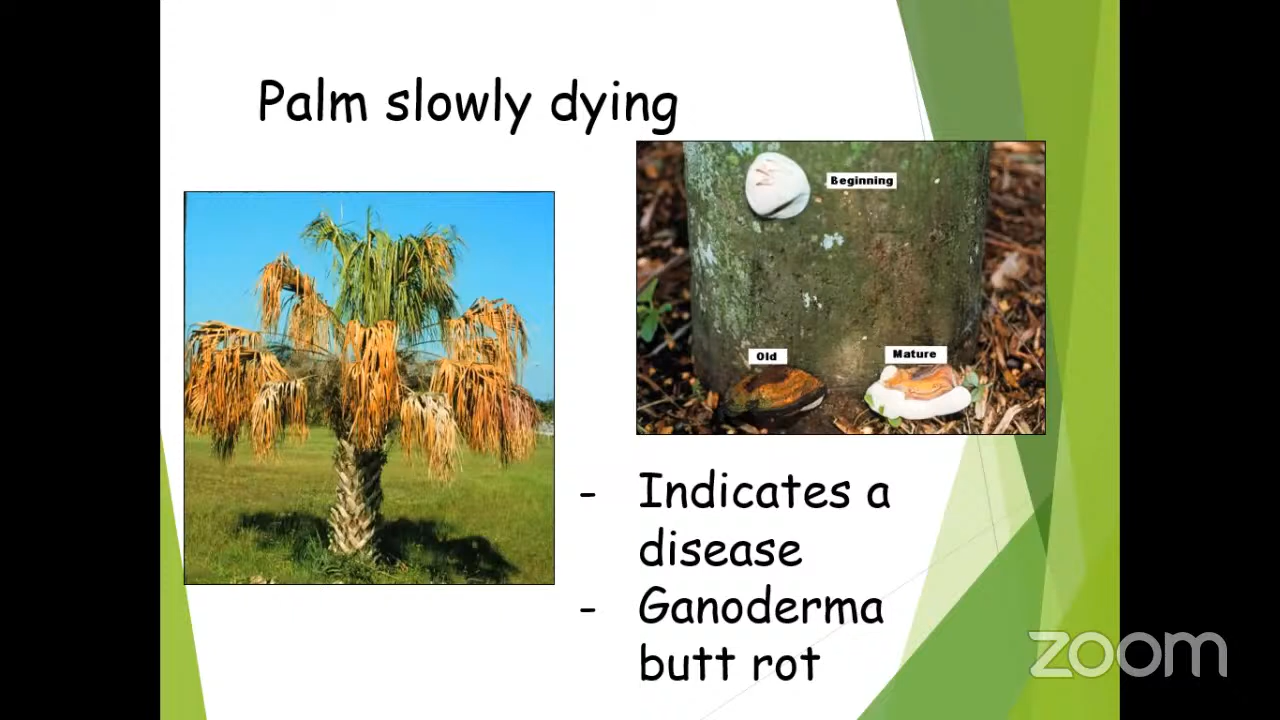 Palm slowly dying
Beginning
Old
Mature
- Indicates a
disease
- Ganoderma
butt rot
zoom